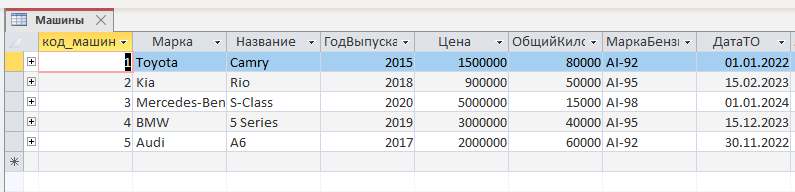 Машины
код_машин Марка Название ГодВыпуска Цена ОбщийКило МаркаБензи ДатаТО
1 Toyota Camry 2015 1500000 80000 AI-92 01.01.2022
2 Kia Rio 2018 900000 50000 AI-95 15.02.2023
3 Mercedes-Ben S-Class 2020 5000000 15000 AI-98 01.01.2024
4 BMW 5 Series 2019 3000000 40000 AI-95 15.12.2023
5 Audi A6 2017 2000000 60000 AI-92 30.11.2022